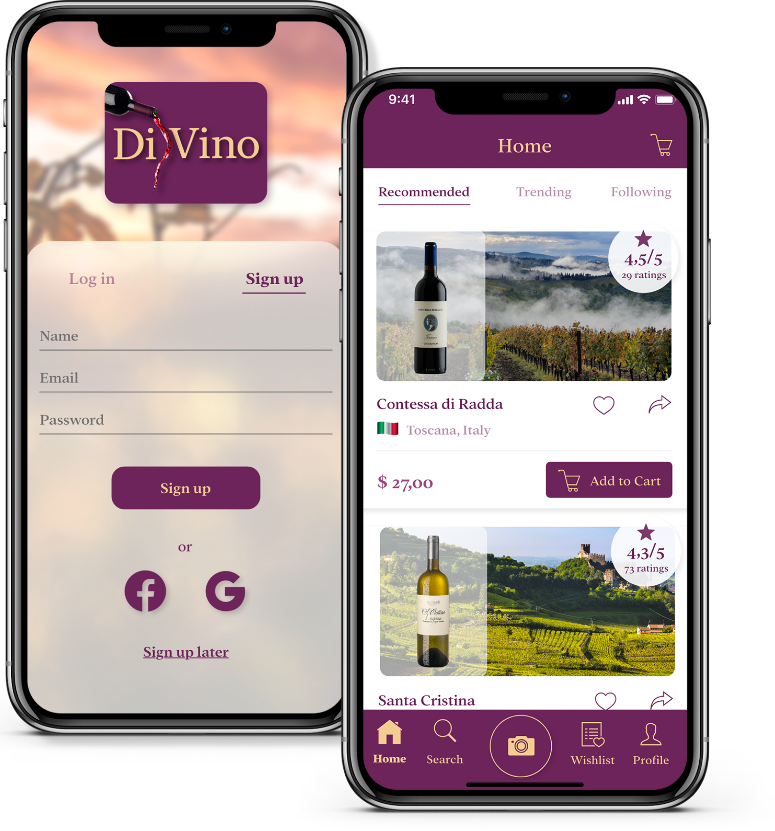 Di Vino
Log in
Sign up
Name
Email
Password
Sign up
or
Sign up later
9:41
Home
Recommended
Trending
Following
4,5/5
29 ratings
Contessa di Radda
Toscana, Italy
$ 27,00
Add to Cart
4,3/5
73 ratings
Santa Cristina
Home
Search
Wishlist
Profile